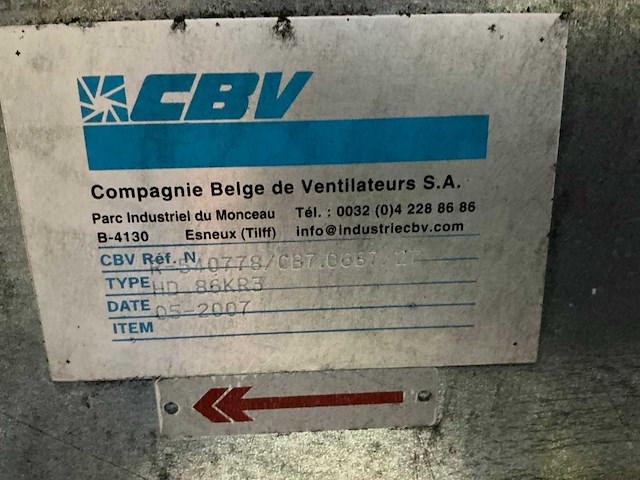 CBV
Compagnie Belge de Ventilateurs S.A.
Parc Industriel du Monceau Tél. : 0032 (0)4 228 86 86
B-4130 Esneux (Tilff) info@industriecbv.com
CBV Réf. N
TYPE HD 86KR3
DATE 05-2007
ITEM